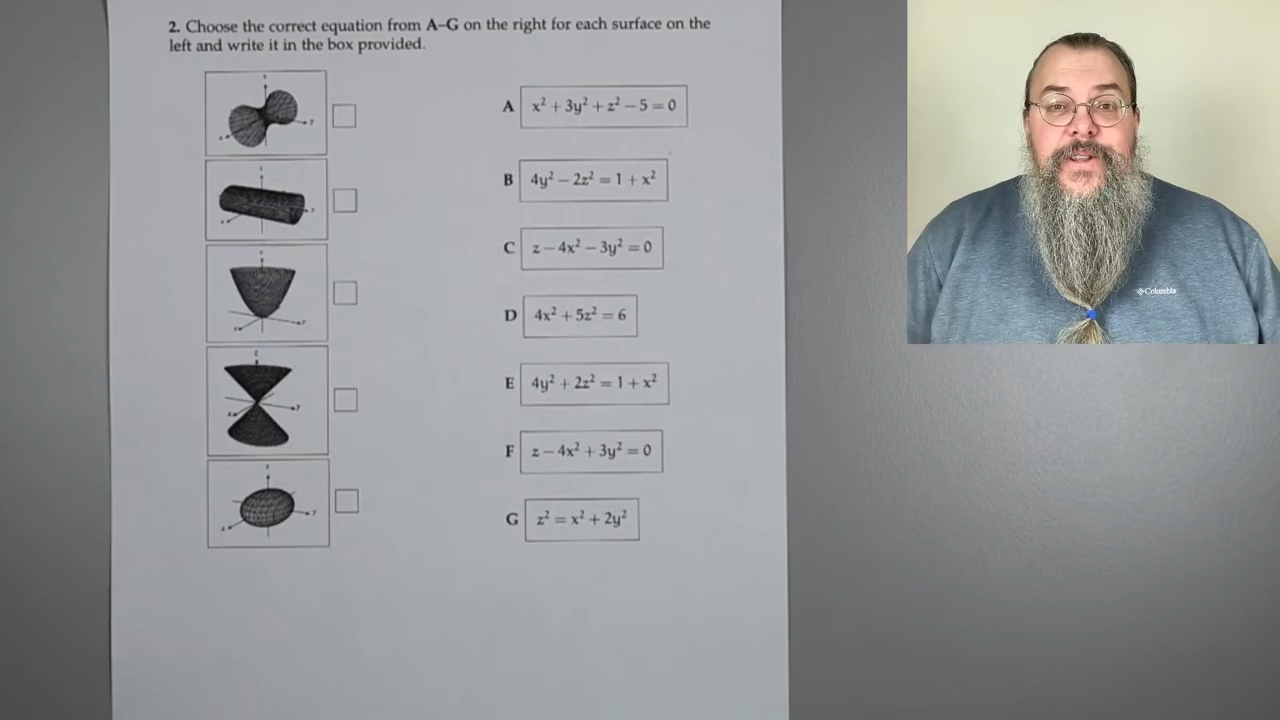 2. Choose the correct equation from A–G on the right for each surface on the
left and write it in the box provided.
A x² + 3y² + z² − 5 = 0
B 4y² − 2z² = 1 + x²
C z − 4x² − 3y² = 0
D 4x² + 5z² = 6
E 4y² + 2z² = 1 + x²
F z − 4x² + 3y² = 0
G z² = x² + 2y²
Columbia